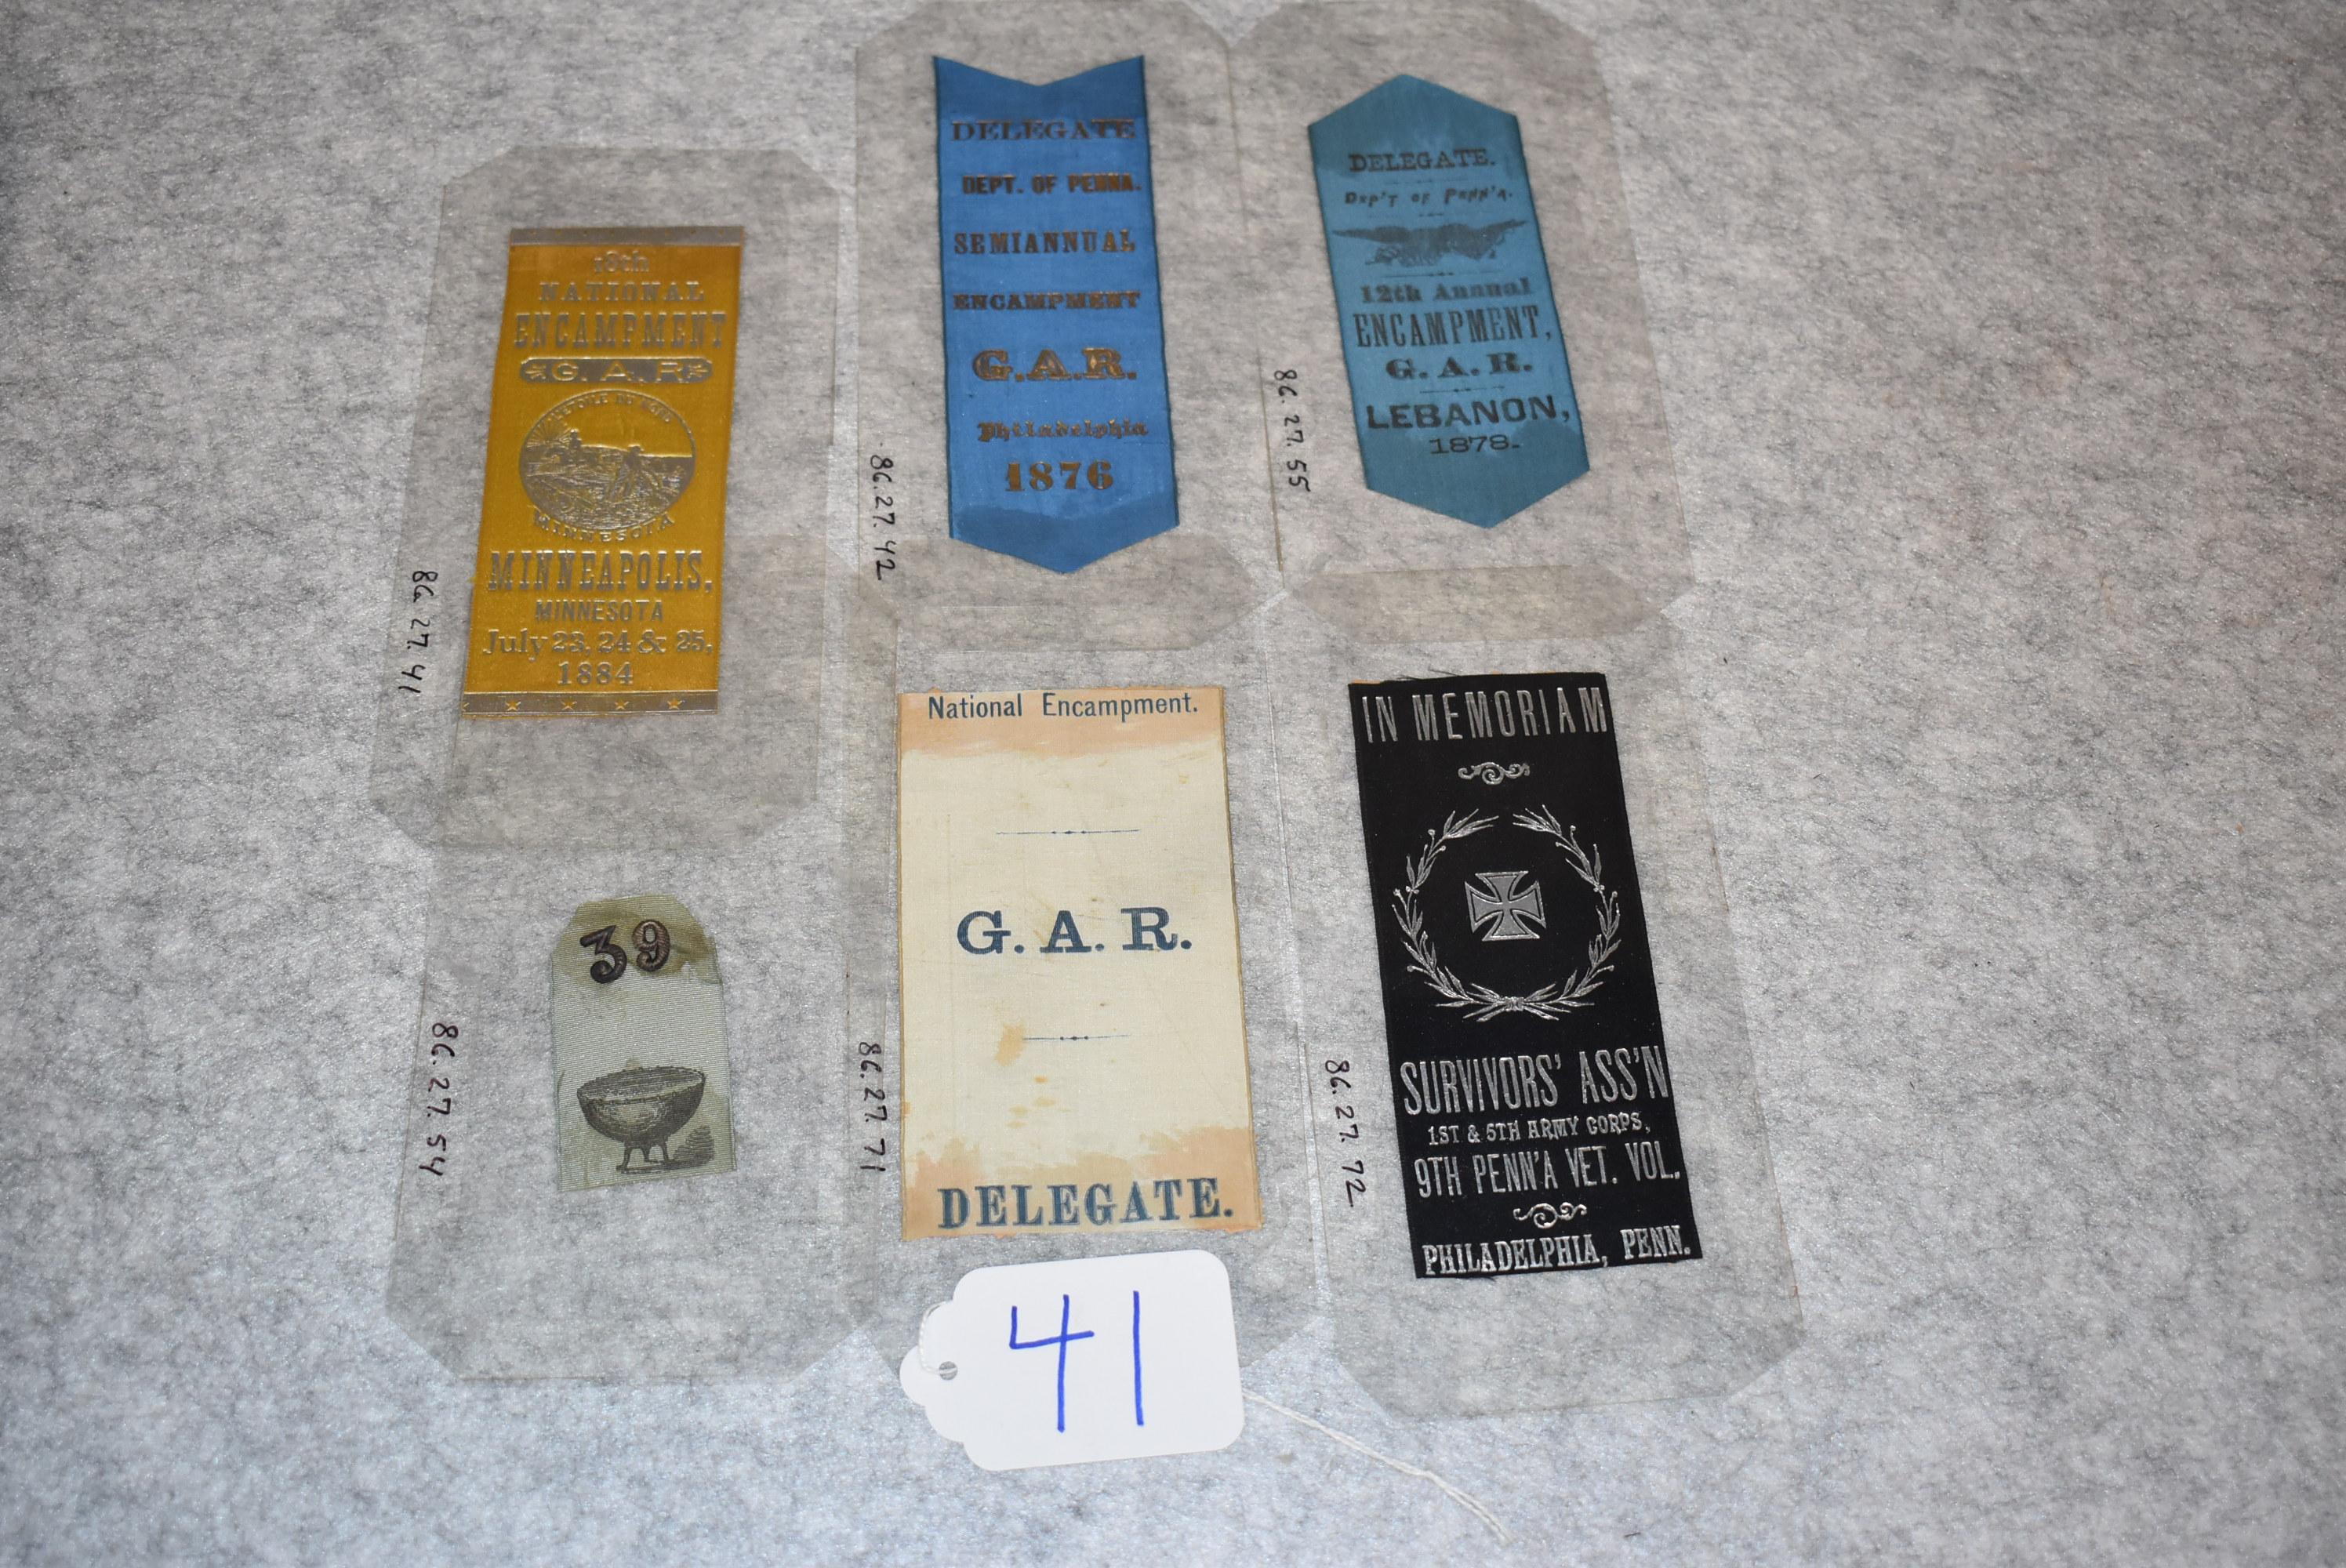 18th
NATIONAL
ENCAMPMENT
G. A. R.
MINNESOTA
MINNEAPOLIS,
MINNESOTA
July 23, 24 & 25,
1884
86.27.41
DELEGATE
DEPT. OF PENNA.
SEMIANNUAL
ENCAMPMENT
G.A.R.
Philadelphia
1876
86.27.42
DELEGATE.
DEP'T OF PENN'A.
12th Annual
ENCAMPMENT,
G. A. R.
LEBANON,
1878.
86.27.55
39
86.27.54
National Encampment.
G. A. R.
DELEGATE.
86.27.71
IN MEMORIAM
SURVIVORS' ASS'N
1ST & 5TH ARMY CORPS,
9TH PENN'A VET. VOL.
PHILADELPHIA, PENN.
86.27.72
41